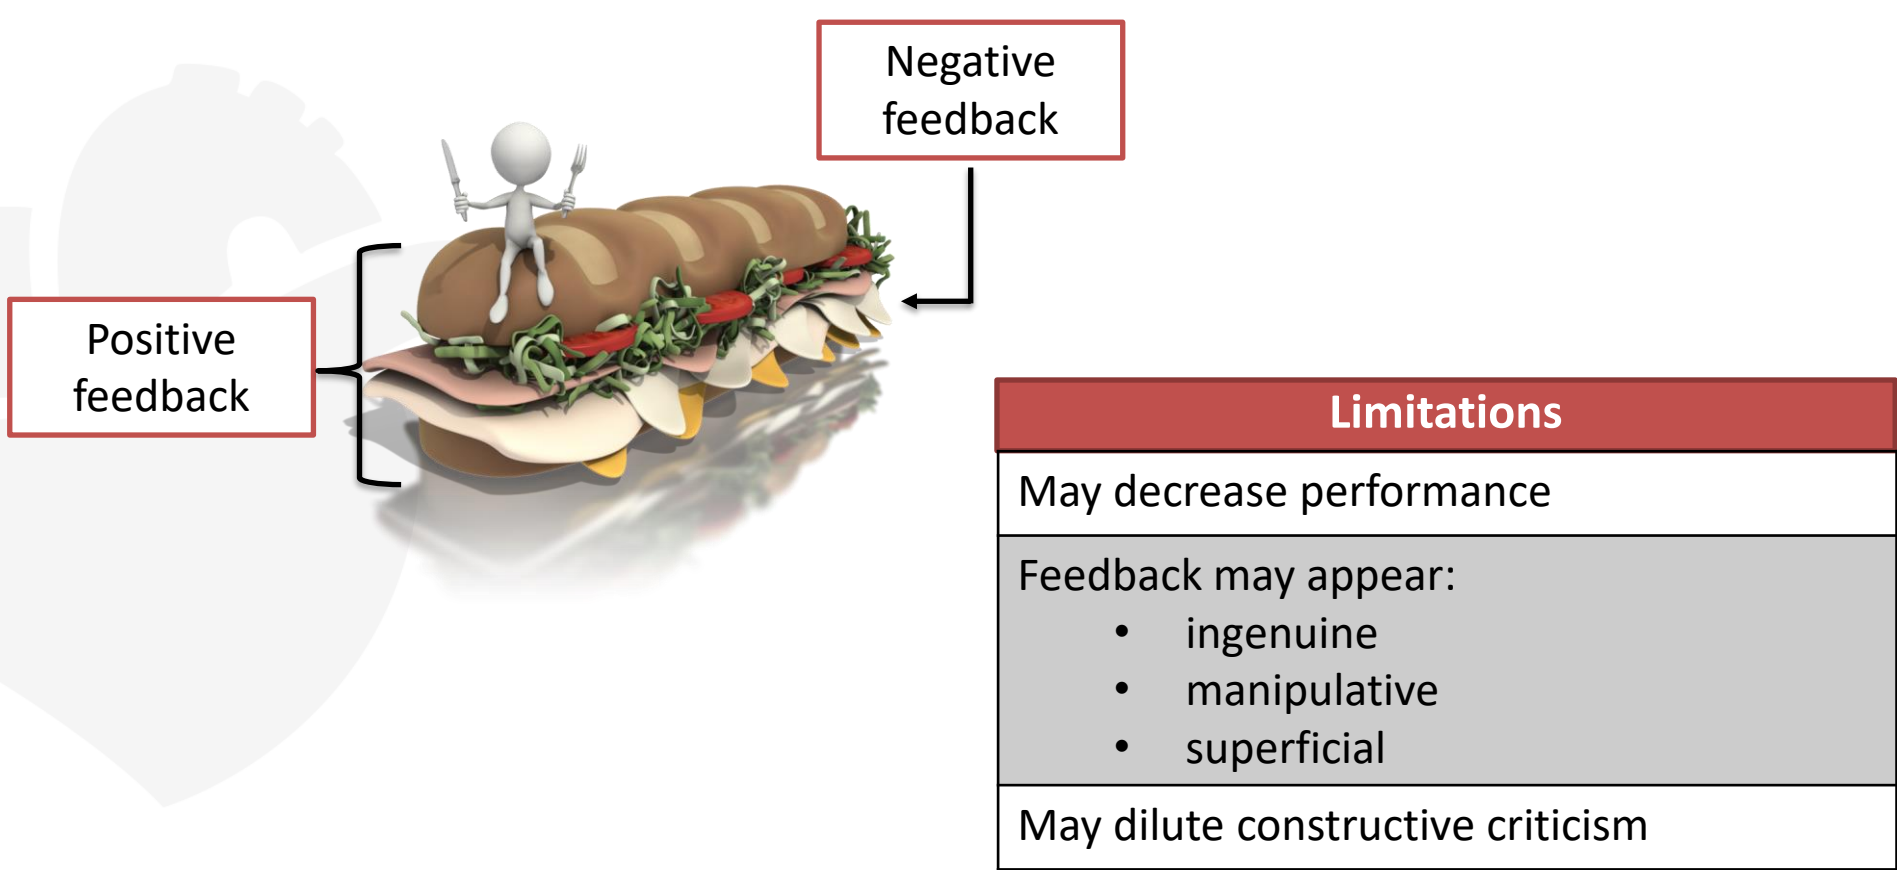 Negative
feedback
Positive
feedback
Limitations
May decrease performance
Feedback may appear:
• ingenuine
• manipulative
• superficial
May dilute constructive criticism